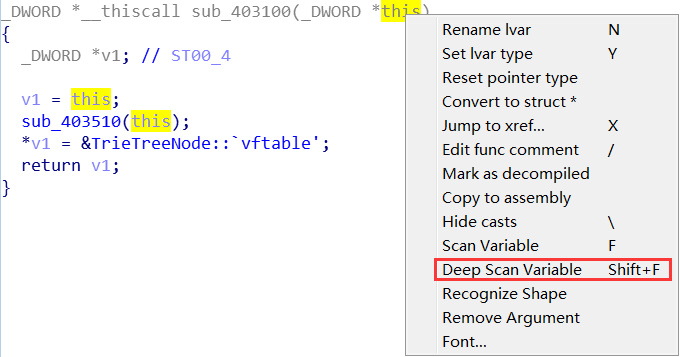 _DWORD *__thiscall sub_403100(_DWORD *this)
{
_DWORD *v1; // ST00_4
v1 = this;
sub_403510(this);
*v1 = &TrieTreeNode::`vftable';
return v1;
}
Rename lvar N
Set lvar type Y
Reset pointer type
Convert to struct *
Jump to xref... X
Edit func comment /
Mark as decompiled
Copy to assembly
Hide casts \
Scan Variable F
Deep Scan Variable Shift+F
Recognize Shape
Remove Argument
Font...